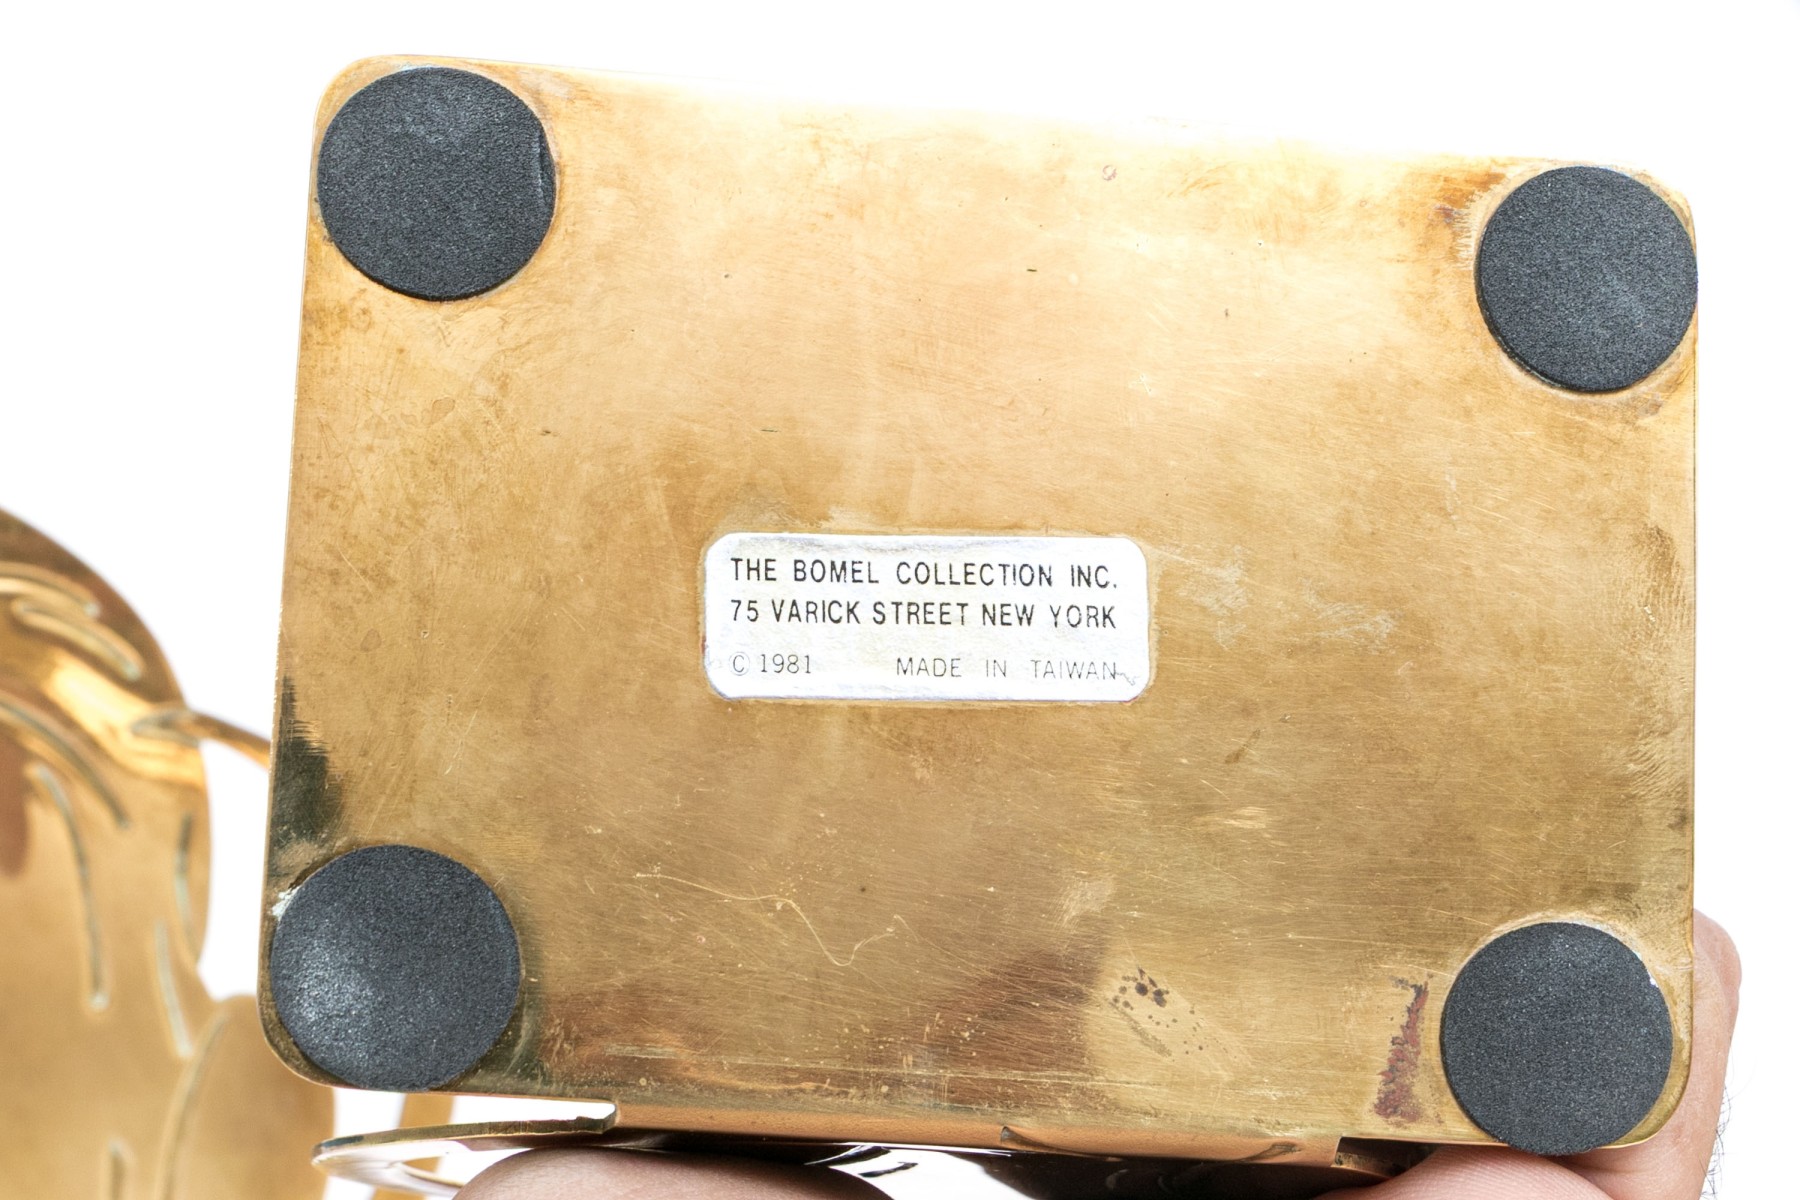 THE BOMEL COLLECTION INC.
75 VARICK STREET NEW YORK
© 1981 MADE IN TAIWAN